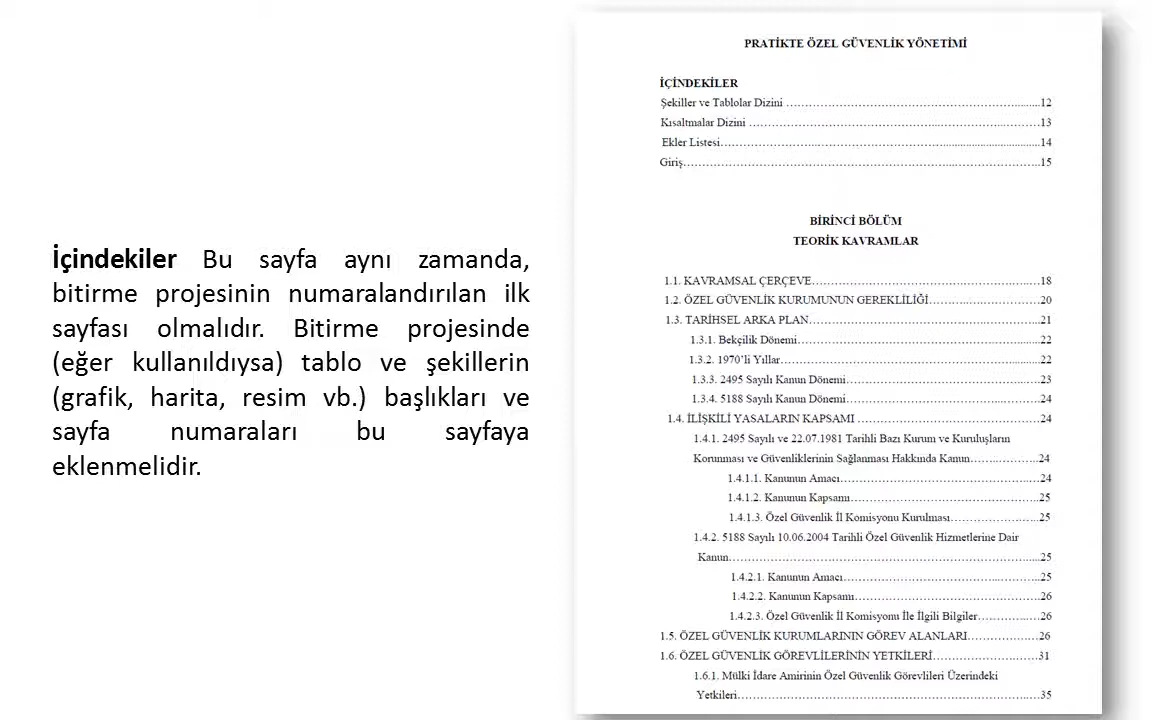 İçindekiler Bu sayfa aynı zamanda,
bitirme projesinin numaralandırılan ilk
sayfası olmalıdır. Bitirme projesinde
(eğer kullanıldıysa) tablo ve şekillerin
(grafik, harita, resim vb.) başlıkları ve
sayfa numaraları bu sayfaya
eklenmelidir.
PRATİKTE ÖZEL GÜVENLİK YÖNETİMİ
İÇİNDEKİLER
Şekiller ve Tablolar Dizini ........................................12
Kısaltmalar Dizini ........................................13
Ekler Listesi........................................14
Giriş........................................15
BİRİNCİ BÖLÜM
TEORİK KAVRAMLAR
1.1. KAVRAMSAL ÇERÇEVE........................................18
1.2. ÖZEL GÜVENLİK KURUMUNUN GEREKLİLİĞİ........................20
1.3. TARİHSEL ARKA PLAN........................................21
1.3.1. Bekçilik Dönemi........................................22
1.3.2. 1970’li Yıllar........................................22
1.3.3. 2495 Sayılı Kanun Dönemi................................23
1.3.4. 5188 Sayılı Kanun Dönemi................................24
1.4. İLİŞKİLİ YASALARIN KAPSAMI ................................24
1.4.1. 2495 Sayılı ve 22.07.1981 Tarihli Bazı Kurum ve Kuruluşların
Korunması ve Güvenliklerinin Sağlanması Hakkında Kanun............24
1.4.1.1. Kanunun Amacı................................24
1.4.1.2. Kanunun Kapsamı................................25
1.4.1.3. Özel Güvenlik İl Komisyonu Kurulması................25
1.4.2. 5188 Sayılı 10.06.2004 Tarihli Özel Güvenlik Hizmetlerine Dair
Kanun........................................25
1.4.2.1. Kanunun Amacı................................25
1.4.2.2. Kanunun Kapsamı................................26
1.4.2.3. Özel Güvenlik İl Komisyonu İle İlgili Bilgiler............26
1.5. ÖZEL GÜVENLİK KURUMLARININ GÖREV ALANLARI................26
1.6. ÖZEL GÜVENLİK GÖREVLİLERİNİN YETKİLERİ....................31
1.6.1. Mülki İdare Amirinin Özel Güvenlik Görevlileri Üzerindeki
Yetkileri........................................35